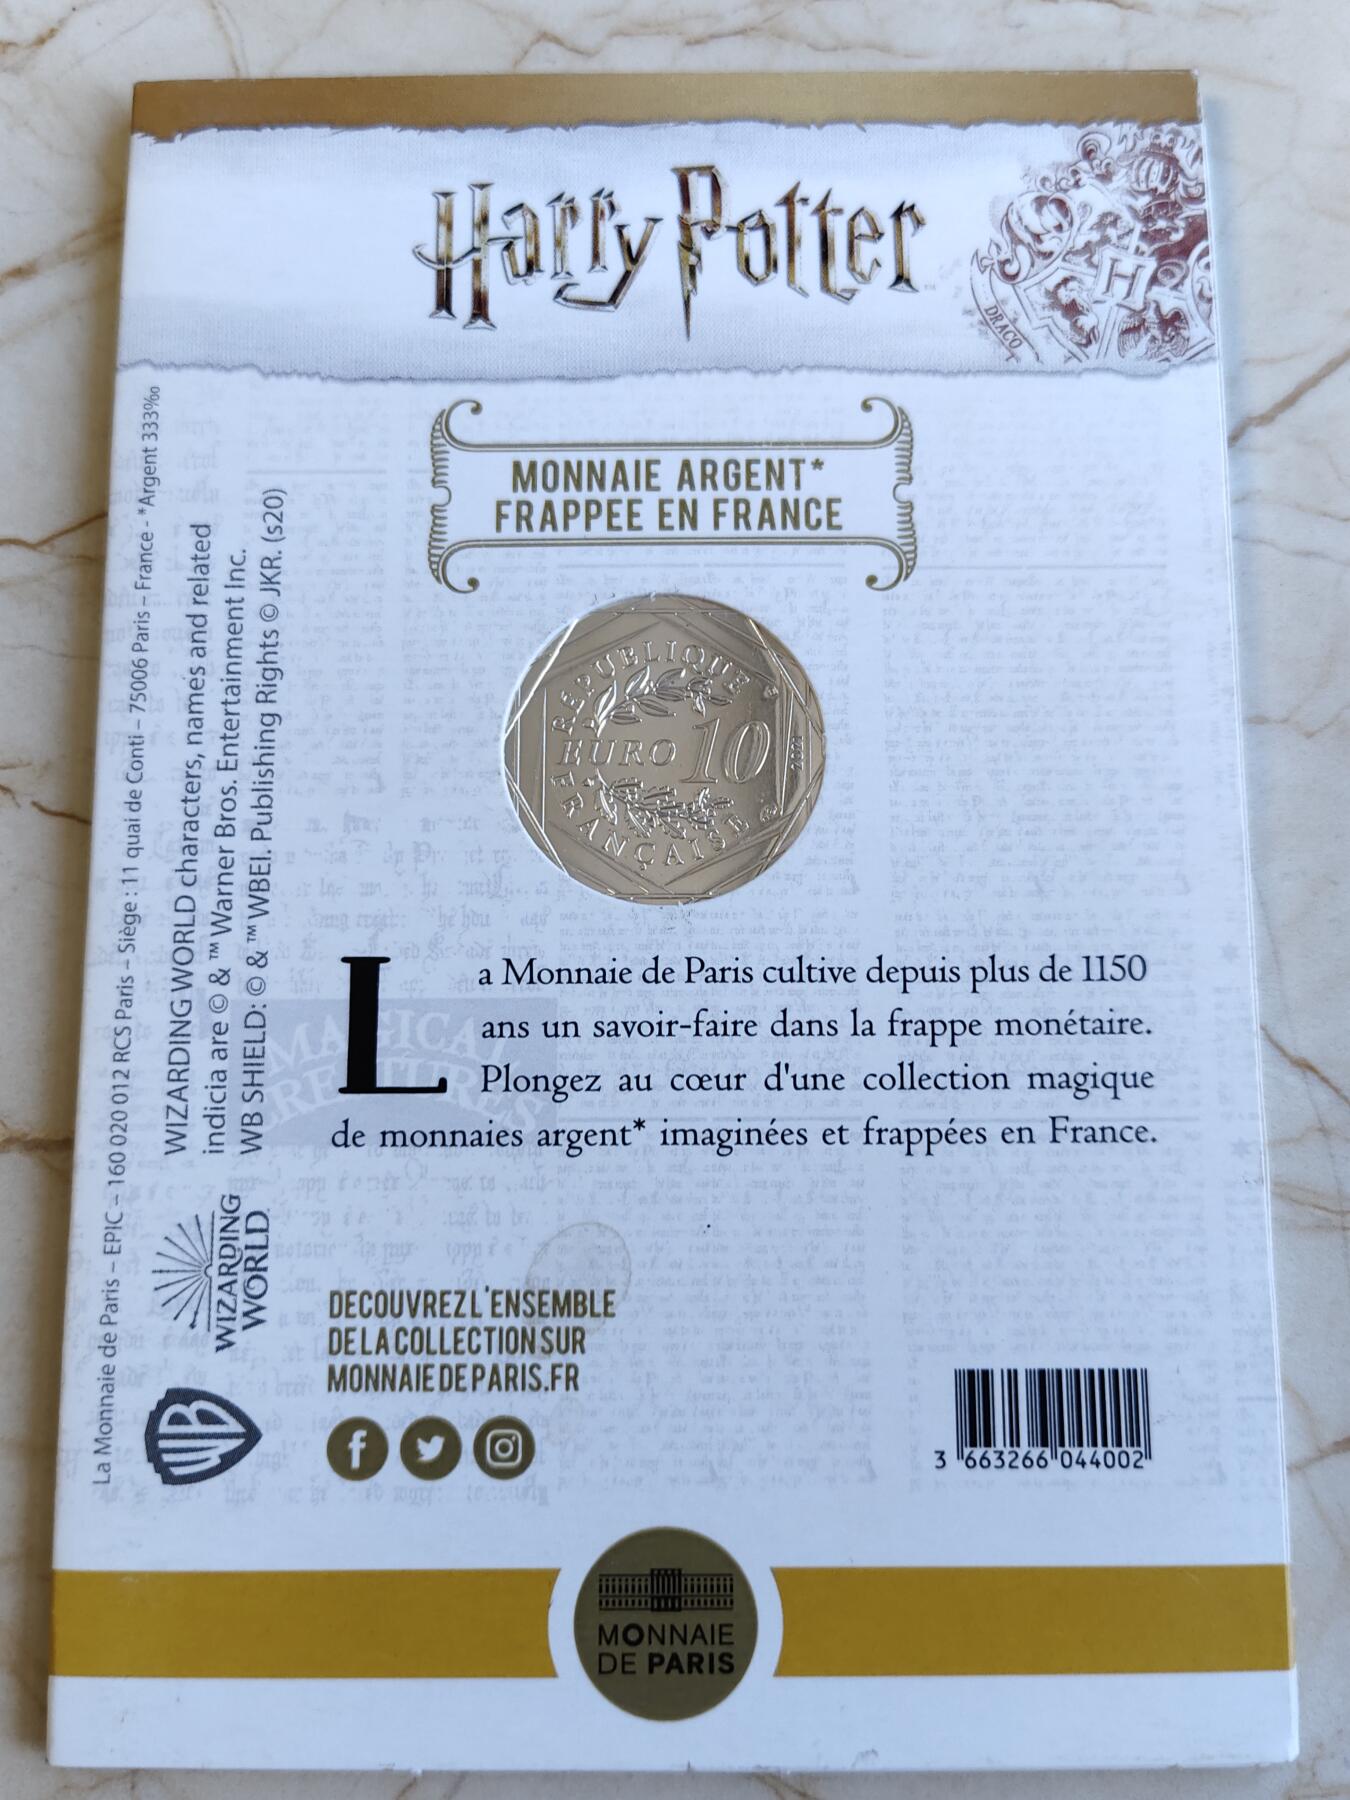 Harry Potter
H
DRACO
MONNAIE ARGENT*
FRAPPEE EN FRANCE
RÉPUBLIQUE
EURO 10
2021
FRANÇAISE
La Monnaie de Paris cultive depuis plus de 1150
ans un savoir-faire dans la frappe monétaire.
Plongez au cœur d'une collection magique
de monnaies argent* imaginées et frappées en France.
MAGICAL
CREATURES
DECOUVREZ L'ENSEMBLE
DE LA COLLECTION SUR
MONNAIEDEPARIS.FR
3 663266 044002
MONNAIE
DE PARIS
La Monnaie de Paris – EPIC – 160 020 012 RCS Paris – Siège : 11 quai de Conti – 75006 Paris – France - *Argent 333‰
WIZARDING WORLD characters, names and related
indicia are © & ™ Warner Bros. Entertainment Inc.
WB SHIELD: © & ™ WBEI. Publishing Rights © JKR. (s20)
WIZARDING
WORLD
WB